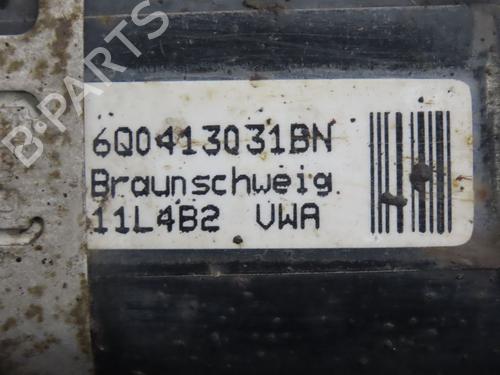 B-PARTS
6Q0413031BN
Braunschweig
11L4B2 VWA